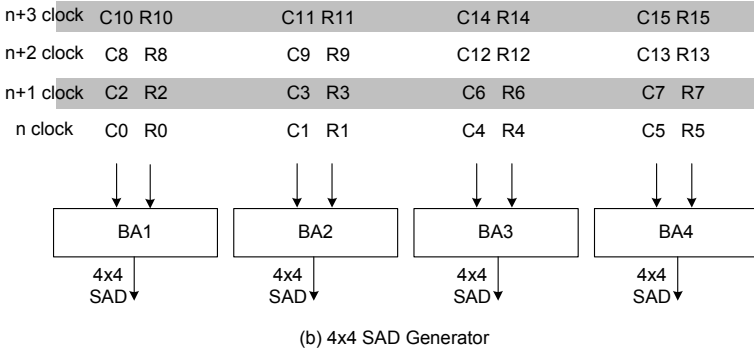 n+3 clock C10 R10 C11 R11 C14 R14 C15 R15
n+2 clock C8 R8 C9 R9 C12 R12 C13 R13
n+1 clock C2 R2 C3 R3 C6 R6 C7 R7
n clock C0 R0 C1 R1 C4 R4 C5 R5
BA1 BA2 BA3 BA4
4x4 4x4 4x4 4x4
SAD SAD SAD SAD
(b) 4x4 SAD Generator